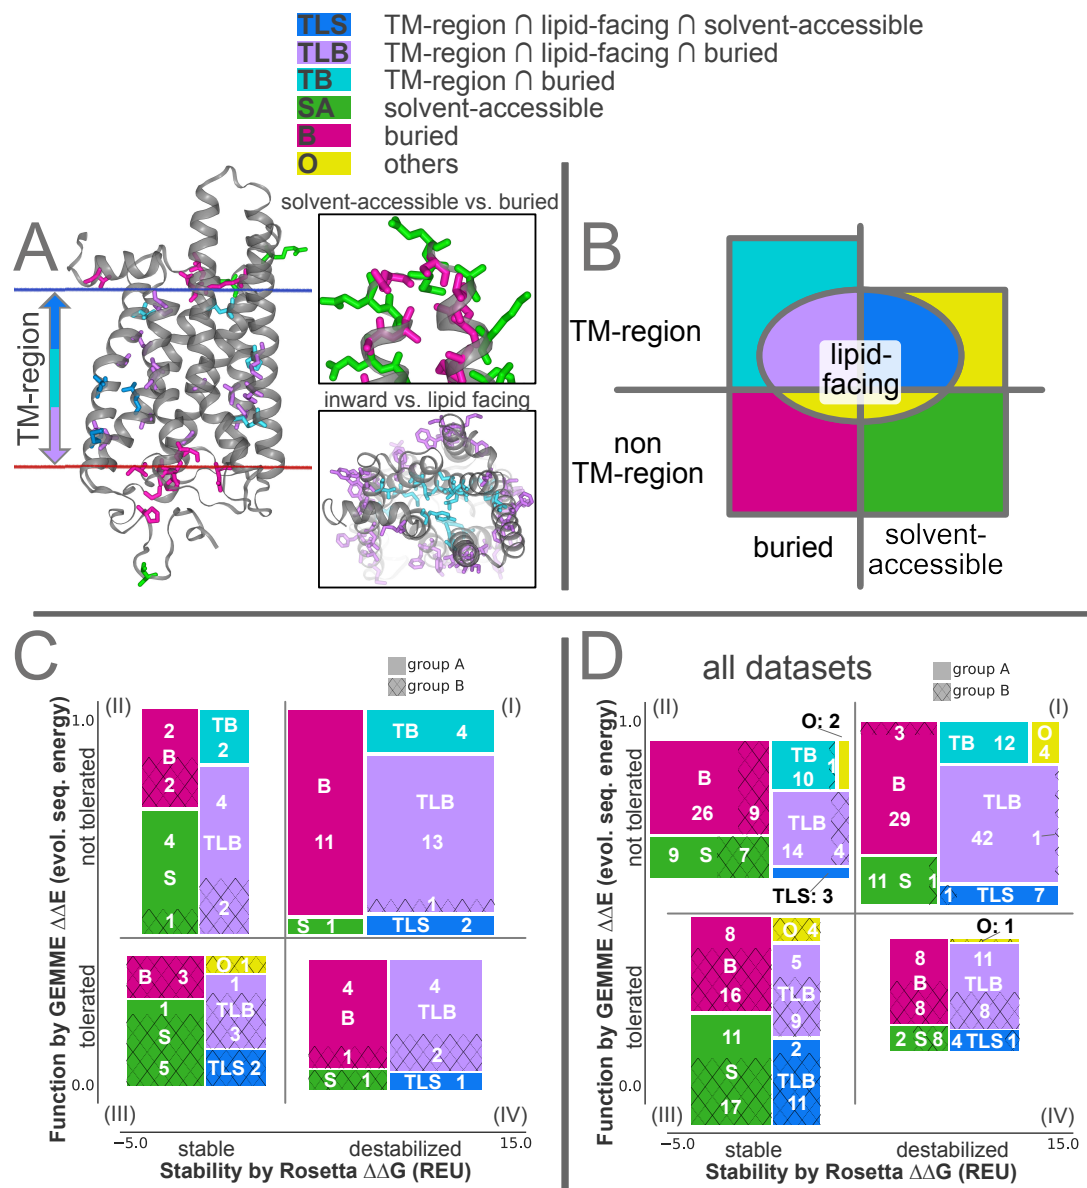 TLS TM-region ∩ lipid-facing ∩ solvent-accessible
TLB TM-region ∩ lipid-facing ∩ buried
TB TM-region ∩ buried
SA solvent-accessible
B buried
O others
A
TM-region
solvent-accessible vs. buried
inward vs. lipid facing
B
TM-region
non
TM-region
lipid-
facing
buried
solvent-
accessible
C
group A
group B
Function by GEMME ΔΔE (evol. seq. energy)
not tolerated
tolerated
1.0
0.0
(II)
(I)
2
B
2
TB
2
4
S
1
4
TLB
2
B
11
S 1
TB 4
TLB
13
1
TLS 2
B 3
1
S
5
O 1
1
TLB
3
TLS 2
4
B
1
S 1
4
TLB
2
TLS 1
(III)
(IV)
−5.0
stable
destabilized
15.0
Stability by Rosetta ΔΔG (REU)
D
all datasets
group A
group B
Function by GEMME ΔΔE (evol. seq. energy)
not tolerated
tolerated
1.0
0.0
(II)
(I)
O: 2
B
26 9
TB 1
10
9 S 7
TLB
14 4
TLS: 3
3
B
29
TB 12
O
4
TLB
42 1
11 S 1
1 TLS 7
8
B
16
O 4
5
TLB
9
11
S
17
2
TLB
11
O: 1
8
B
8
11
TLB
8
2 S 8
4 TLS 1
(III)
(IV)
−5.0
stable
destabilized
15.0
Stability by Rosetta ΔΔG (REU)